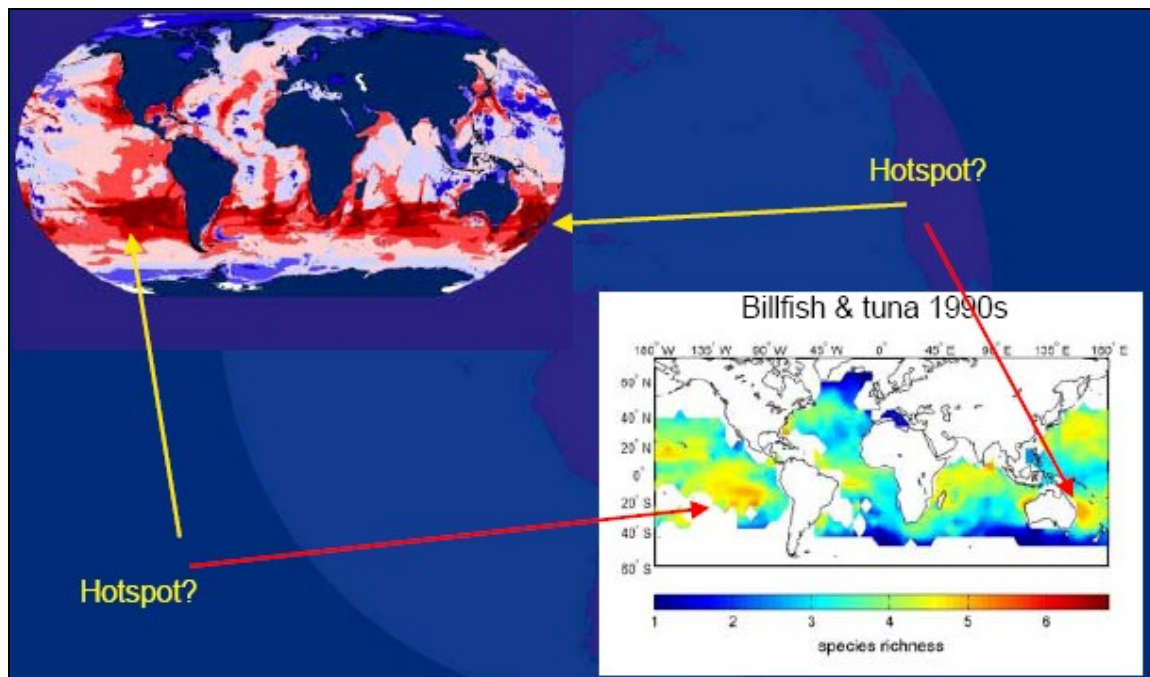 Hotspot?
Billfish & tuna 1990s
180° W 135° W 90° W 45° W 0° 45° E 90° E 135° E 180° E
60° N
40° N
20° N
0°
20° S
40° S
60° S
1 2 3 4 5 6
species richness
Hotspot?